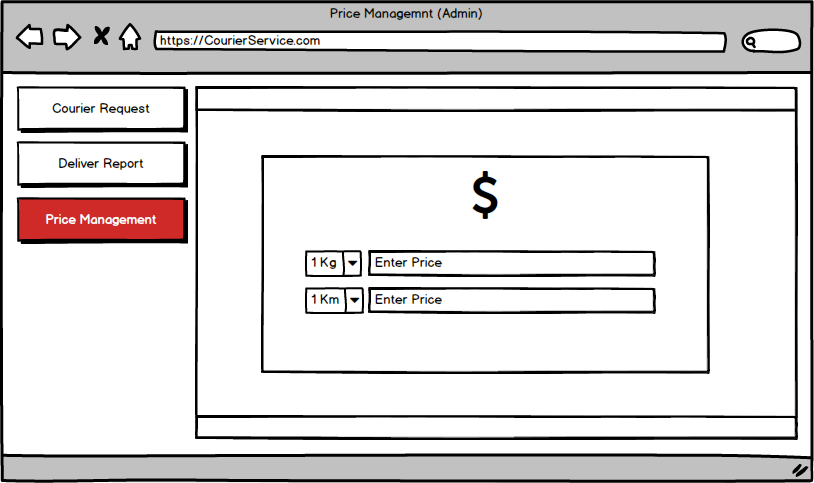 Price Managemnt (Admin)
https://CourierService.com
Courier Request
Deliver Report
Price Management
$
1 Kg Enter Price
1 Km Enter Price